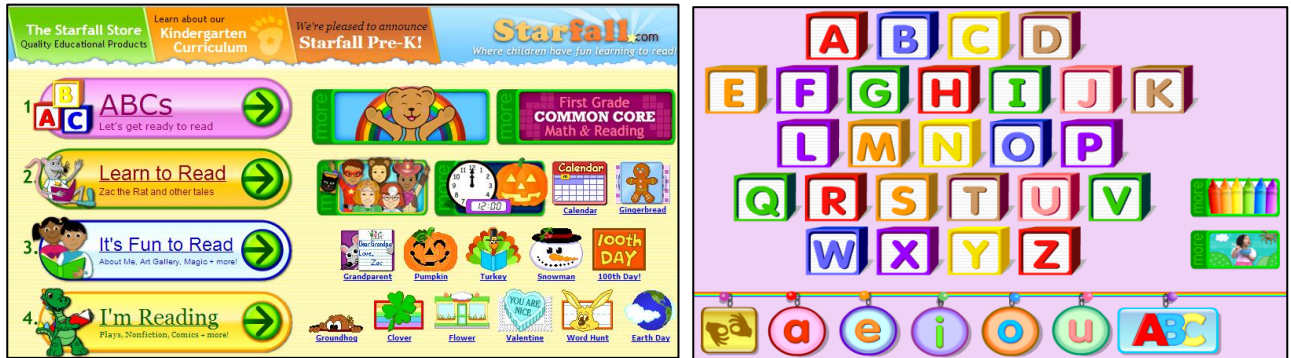 The Starfall Store
Quality Educational Products
Learn about our
Kindergarten
Curriculum
We're pleased to announce
Starfall Pre-K!
Starfall.com
Where children have fun learning to read!
1.
B
A C
ABCs
Let's get ready to read
2.
Learn to Read
Zac the Rat and other tales
3.
It's Fun to Read
About Me, Art Gallery, Magic + more!
4.
I'm Reading
Plays, Nonfiction, Comics + more!
more
more
First Grade
COMMON CORE
Math & Reading
more
more
12:00
Calendar
Calendar
Gingerbread
Dear Grandpa
Love,
Zac
100th
DAY
Grandparent
Pumpkin
Turkey
Snowman
100th Day!
YOU ARE
NICE
Groundhog
Clover
Flower
Valentine
Word Hunt
Earth Day
A B C D
E F G H I J K
L M N O P
Q R S T U V
W X Y Z
more
more
a e i o u ABC